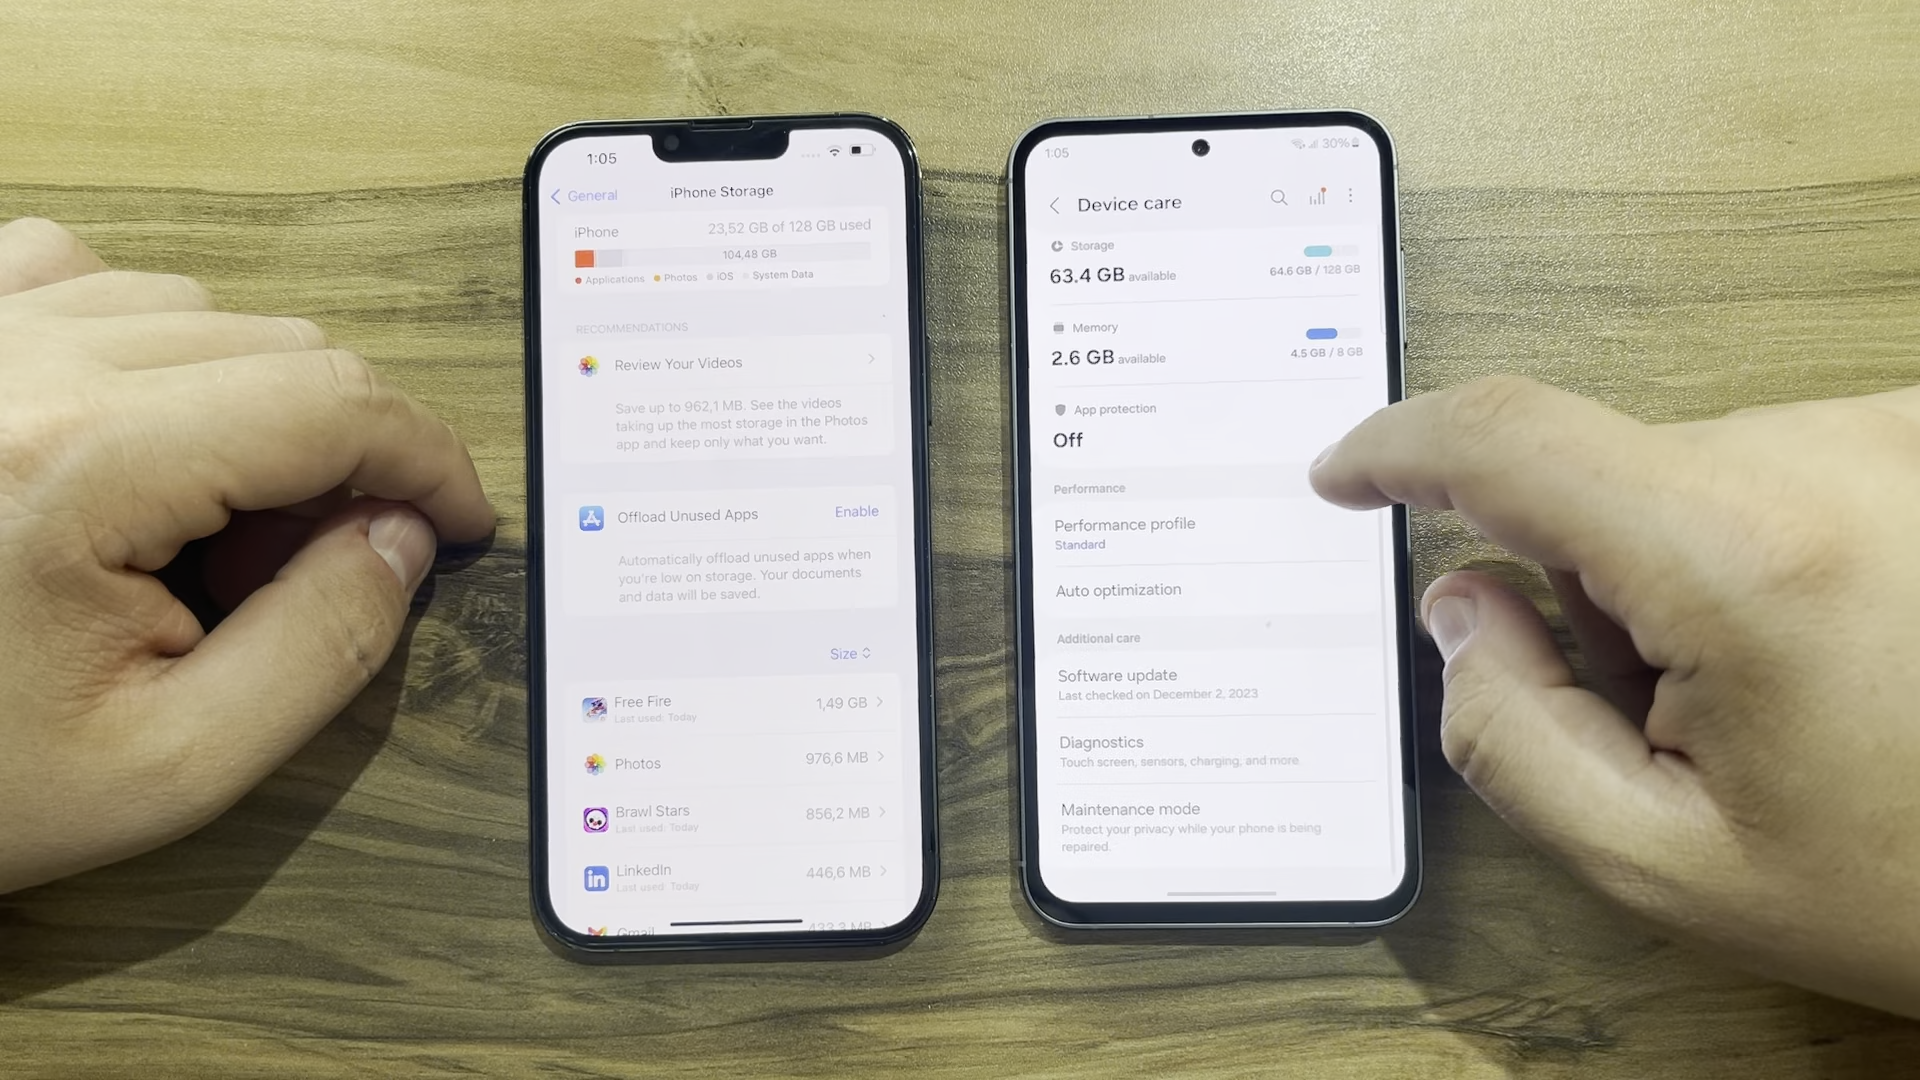 1:05
General
iPhone Storage
iPhone
23,52 GB of 128 GB used
104,48 GB
Applications
Photos
iOS
System Data
RECOMMENDATIONS
Review Your Videos
Save up to 962,1 MB. See the videos
taking up the most storage in the Photos
app and keep only what you want.
Offload Unused Apps
Enable
Automatically offload unused apps when
you're low on storage. Your documents
and data will be saved.
Size
Free Fire
1,49 GB
Last used: Today
Photos
976,6 MB
Brawl Stars
856,2 MB
Last used: Today
LinkedIn
446,6 MB
Last used: Today
Gmail
433,3 MB
1:05
30%
Device care
Storage
63.4 GB available
64.6 GB / 128 GB
Memory
2.6 GB available
4.5 GB / 8 GB
App protection
Off
Performance
Performance profile
Standard
Auto optimization
Additional care
Software update
Last checked on December 2, 2023
Diagnostics
Touch screen, sensors, charging, and more.
Maintenance mode
Protect your privacy while your phone is being
repaired.